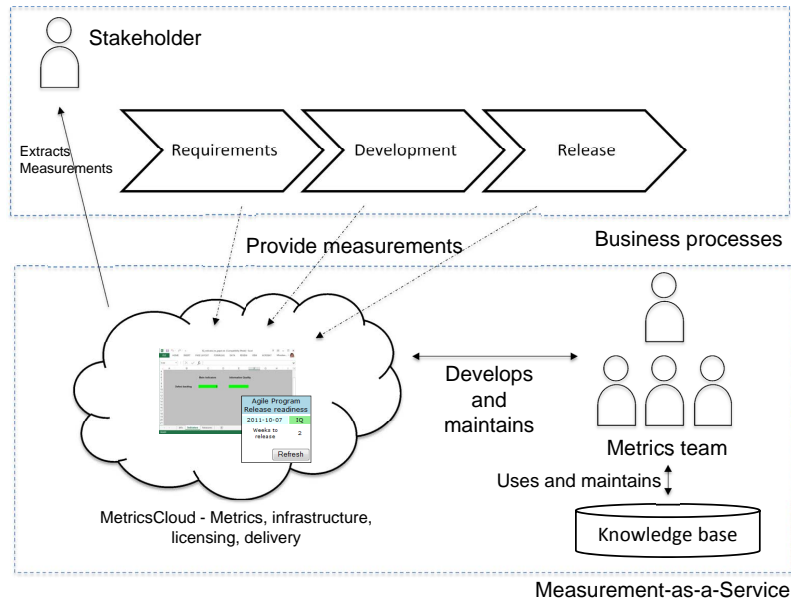 Stakeholder
Extracts
Measurements
Requirements
Development
Release
Provide measurements
Business processes
Agile Program
Release readiness
2011-10-07 IQ
Weeks to
release
2
Refresh
Develops
and
maintains
Metrics team
Uses and maintains
Knowledge base
MetricsCloud - Metrics, infrastructure,
licensing, delivery
Measurement-as-a-Service